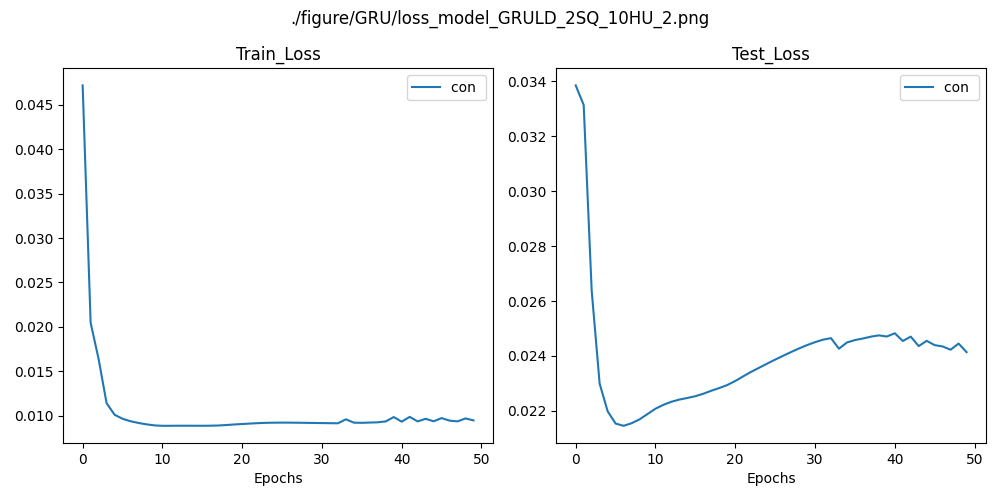 ./figure/GRU/loss_model_GRULD_2SQ_10HU_2.png
Train_Loss
con
0.045
0.040
0.035
0.030
0.025
0.020
0.015
0.010
0 10 20 30 40 50
Epochs
Test_Loss
con
0.034
0.032
0.030
0.028
0.026
0.024
0.022
0 10 20 30 40 50
Epochs